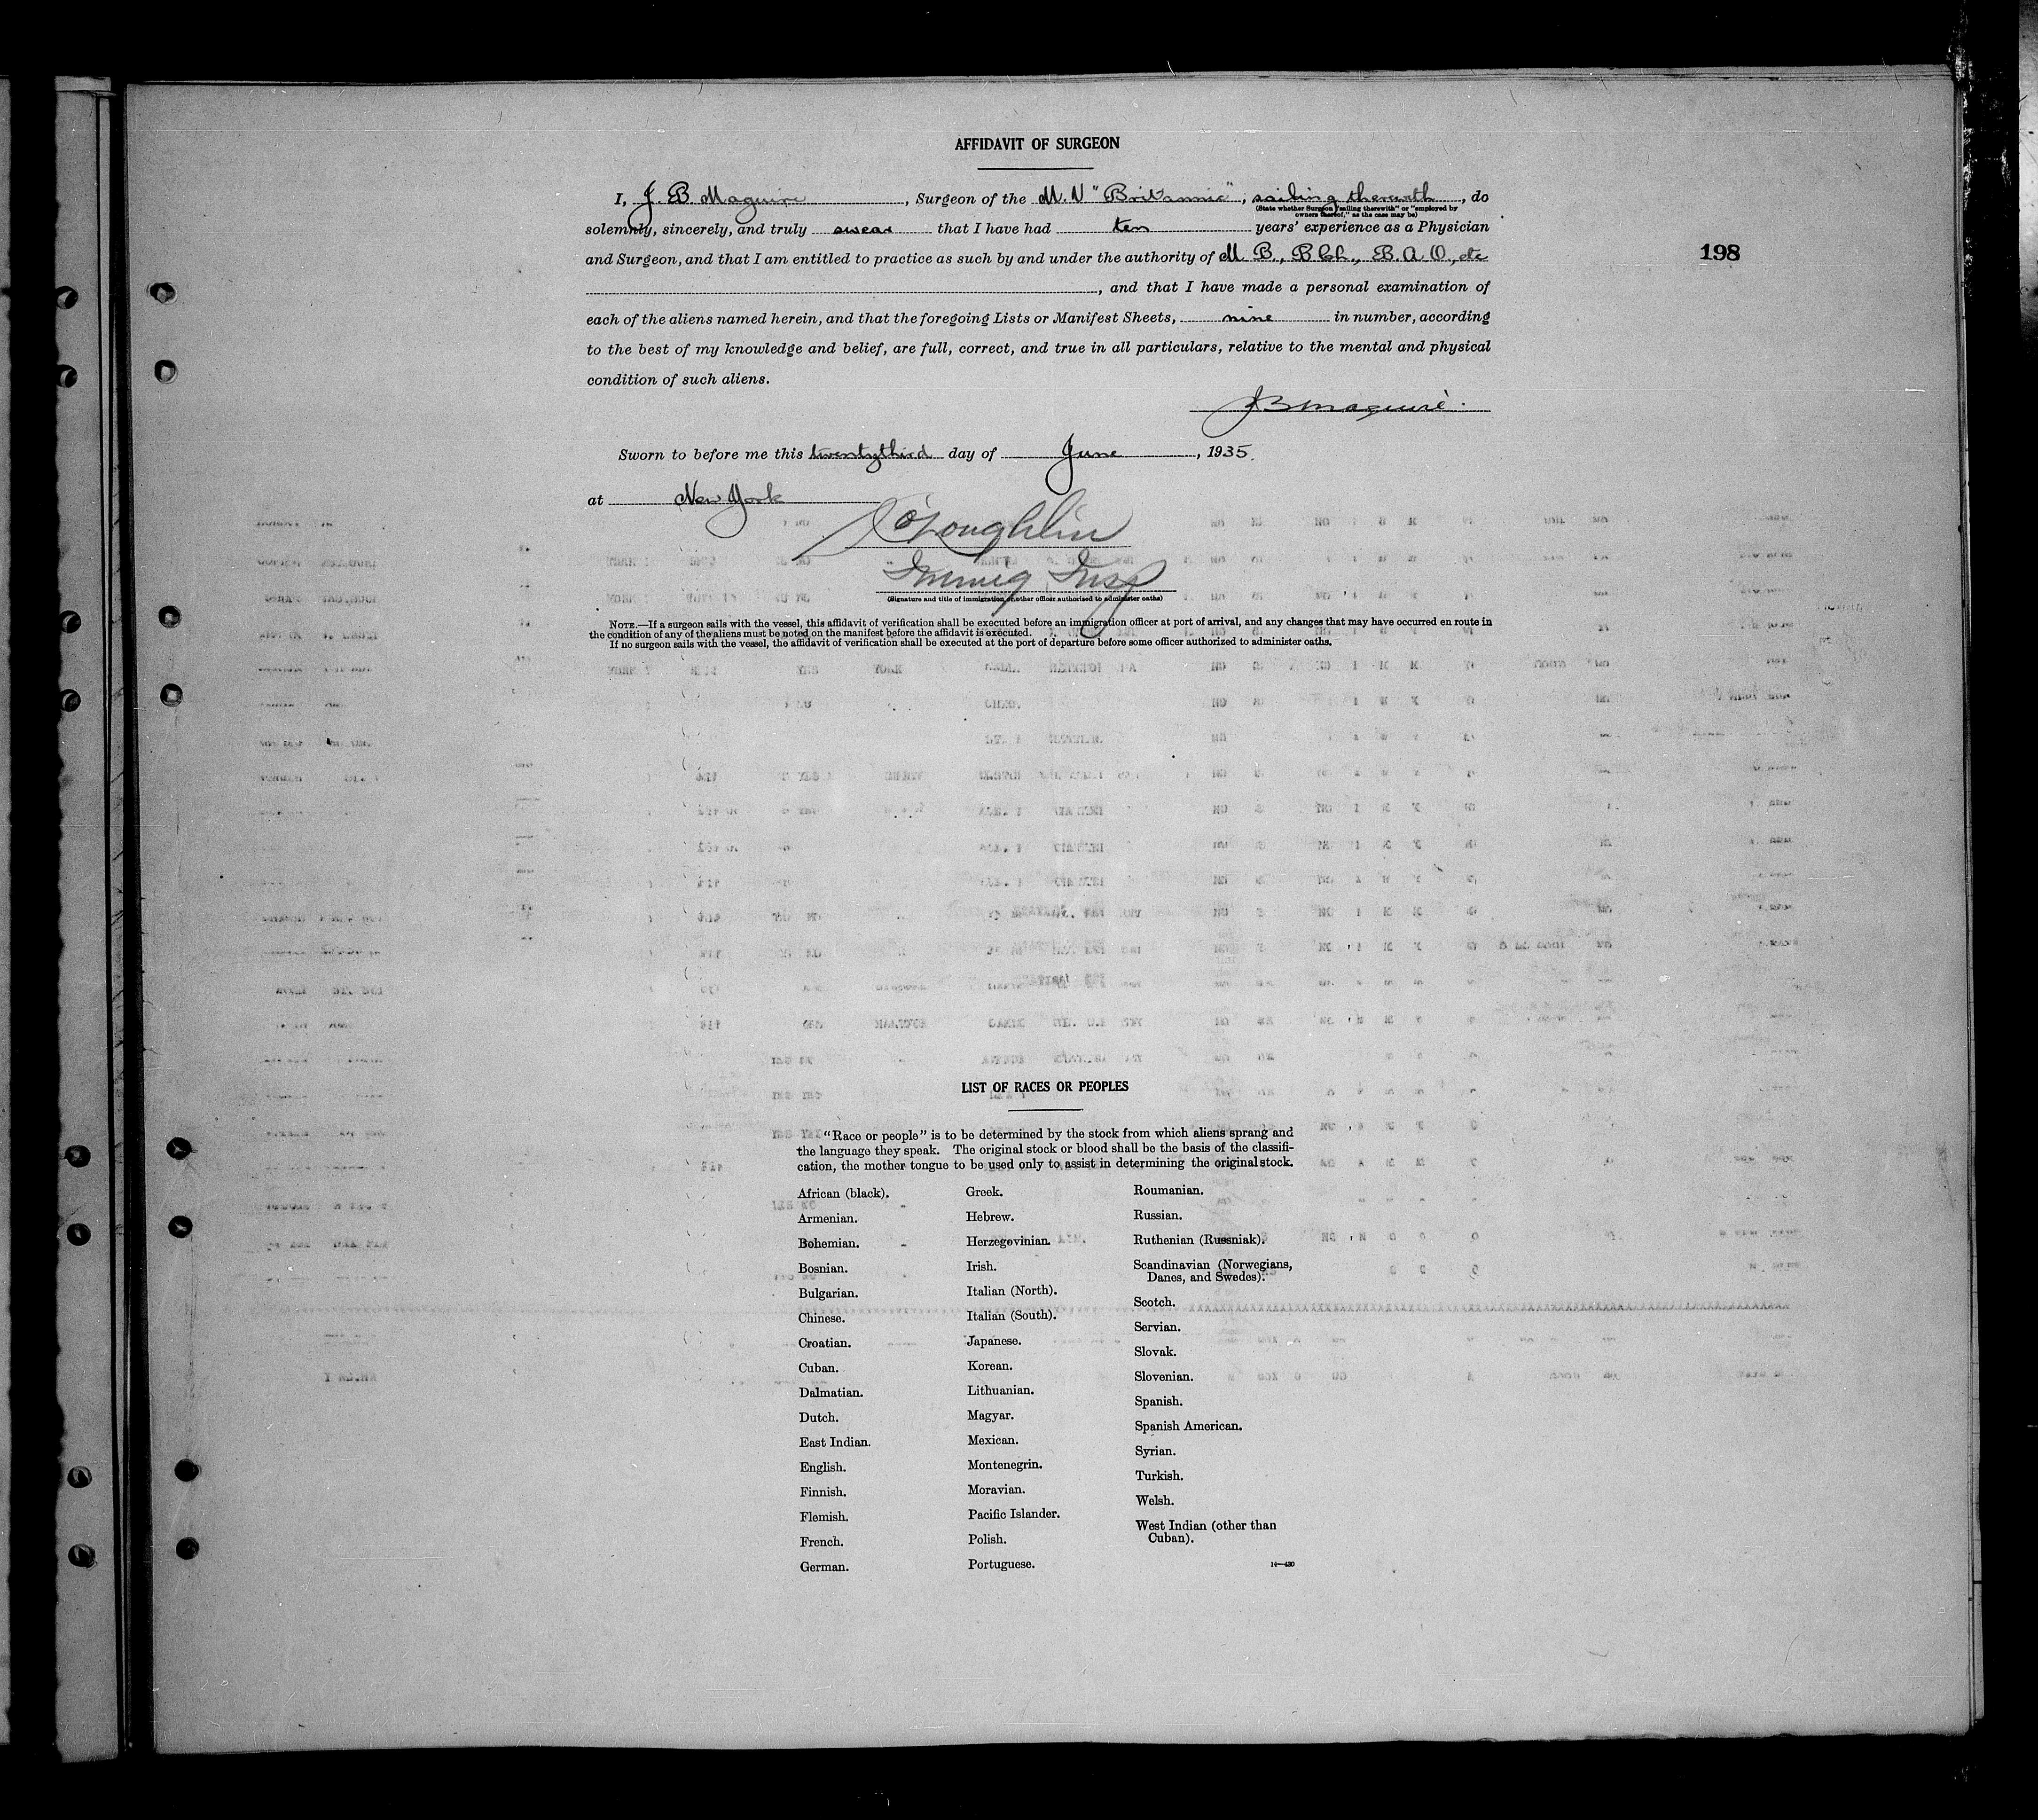 AFFIDAVIT OF SURGEON
I, J. B. Maguire, Surgeon of the M.V "Britannic", sailing therewith, do
(State whether Surgeon "sailing therewith" or "employed by
owners thereof," as the case may be)
solemnly, sincerely, and truly swear that I have had ten years' experience as a Physician
198
and Surgeon, and that I am entitled to practice as such by and under the authority of M. B., B Ch., B. A. O., etc
, and that I have made a personal examination of
each of the aliens named herein, and that the foregoing Lists or Manifest Sheets, nine in number, according
to the best of my knowledge and belief, are full, correct, and true in all particulars, relative to the mental and physical
condition of such aliens.
JB Maguire.
Sworn to before me this twentythird day of June, 1935.
at New York
O'Loughlin
Immig Insp
(Signature and title of immigration or other officer authorized to administer oaths)
NOTE.—If a surgeon sails with the vessel, this affidavit of verification shall be executed before an immigration officer at port of arrival, and any changes that may have occurred en route in
the condition of any of the aliens must be noted on the manifest before the affidavit is executed.
If no surgeon sails with the vessel, the affidavit of verification shall be executed at the port of departure before some officer authorized to administer oaths.
LIST OF RACES OR PEOPLES
"Race or people" is to be determined by the stock from which aliens sprang and
the language they speak. The original stock or blood shall be the basis of the classifi-
cation, the mother tongue to be used only to assist in determining the original stock.
African (black).
Armenian.
Bohemian.
Bosnian.
Bulgarian.
Chinese.
Croatian.
Cuban.
Dalmatian.
Dutch.
East Indian.
English.
Finnish.
Flemish.
French.
German.
Greek.
Hebrew.
Herzegovinian.
Irish.
Italian (North).
Italian (South).
Japanese.
Korean.
Lithuanian.
Magyar.
Mexican.
Montenegrin.
Moravian.
Pacific Islander.
Polish.
Portuguese.
Roumanian.
Russian.
Ruthenian (Russniak).
Scandinavian (Norwegians,
Danes, and Swedes).
Scotch.
Servian.
Slovak.
Slovenian.
Spanish.
Spanish American.
Syrian.
Turkish.
Welsh.
West Indian (other than
Cuban).
14—430